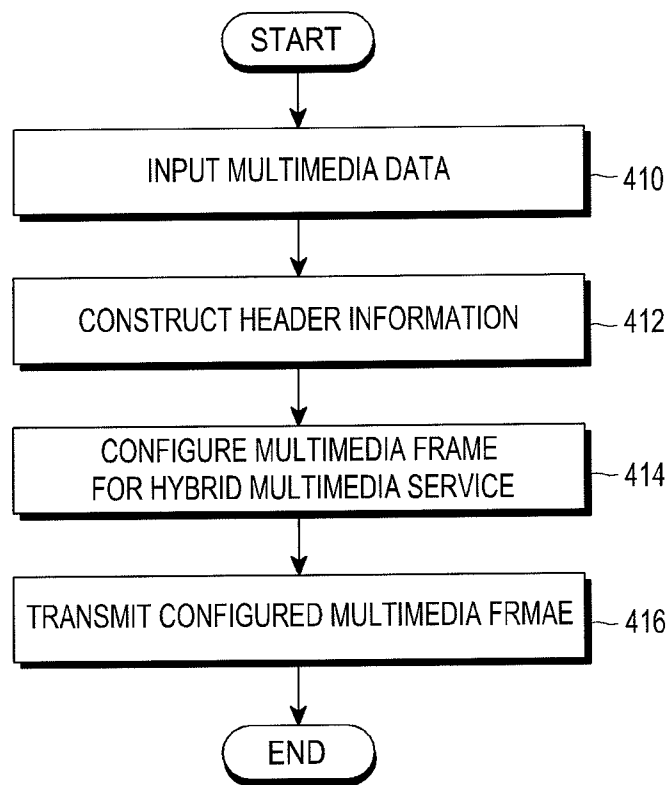 START
INPUT MULTIMEDIA DATA
410
CONSTRUCT HEADER INFORMATION
412
CONFIGURE MULTIMEDIA FRAME
FOR HYBRID MULTIMEDIA SERVICE
414
TRANSMIT CONFIGURED MULTIMEDIA FRMAE
416
END